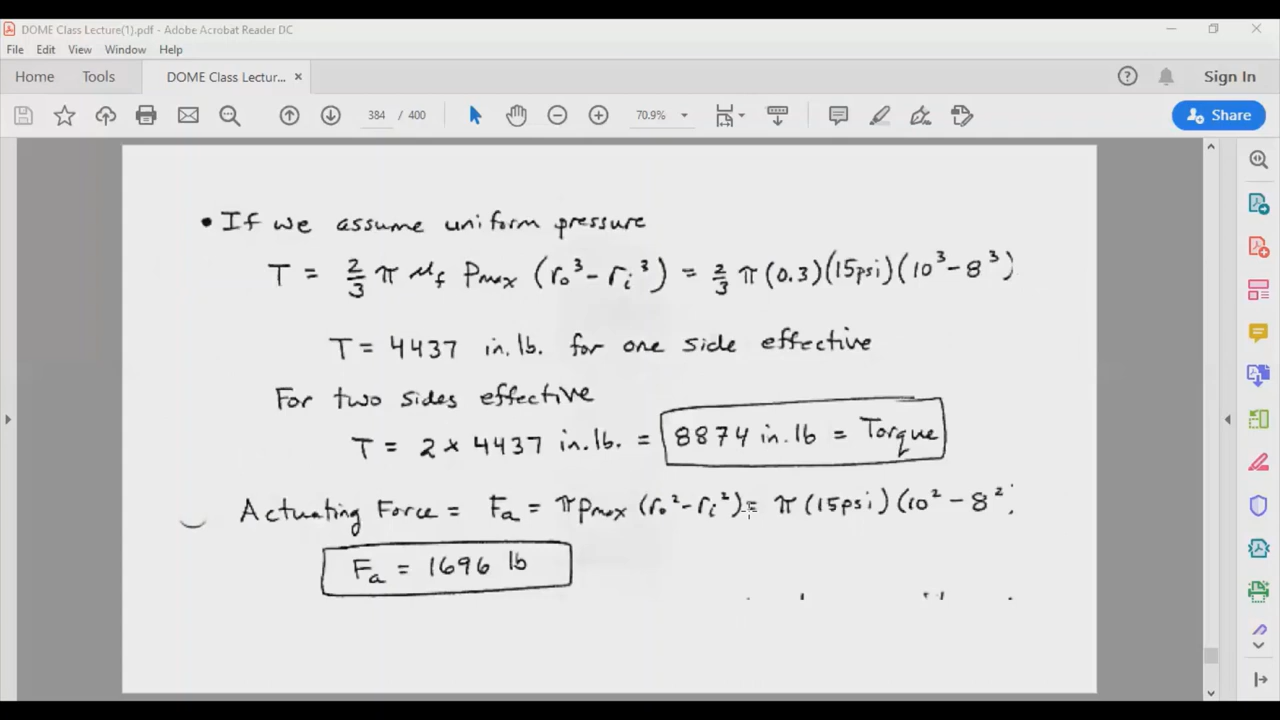 DOME Class Lecture(1).pdf - Adobe Acrobat Reader DC
File Edit View Window Help
Home Tools DOME Class Lectur... ×
Sign In
384 / 400
70.9%
Share
• If we assume uniform pressure
T = 2/3 π μf Pmax (ro³ - ri³) = 2/3 π (0.3)(15psi)(10³ - 8³)
T = 4437 in.lb. for one side effective
For two sides effective
T = 2 × 4437 in.lb. = 8874 in.lb = Torque
Actuating Force = Fa = π pmax (ro² - ri²) = π (15psi) (10² - 8²
Fa = 1696 lb